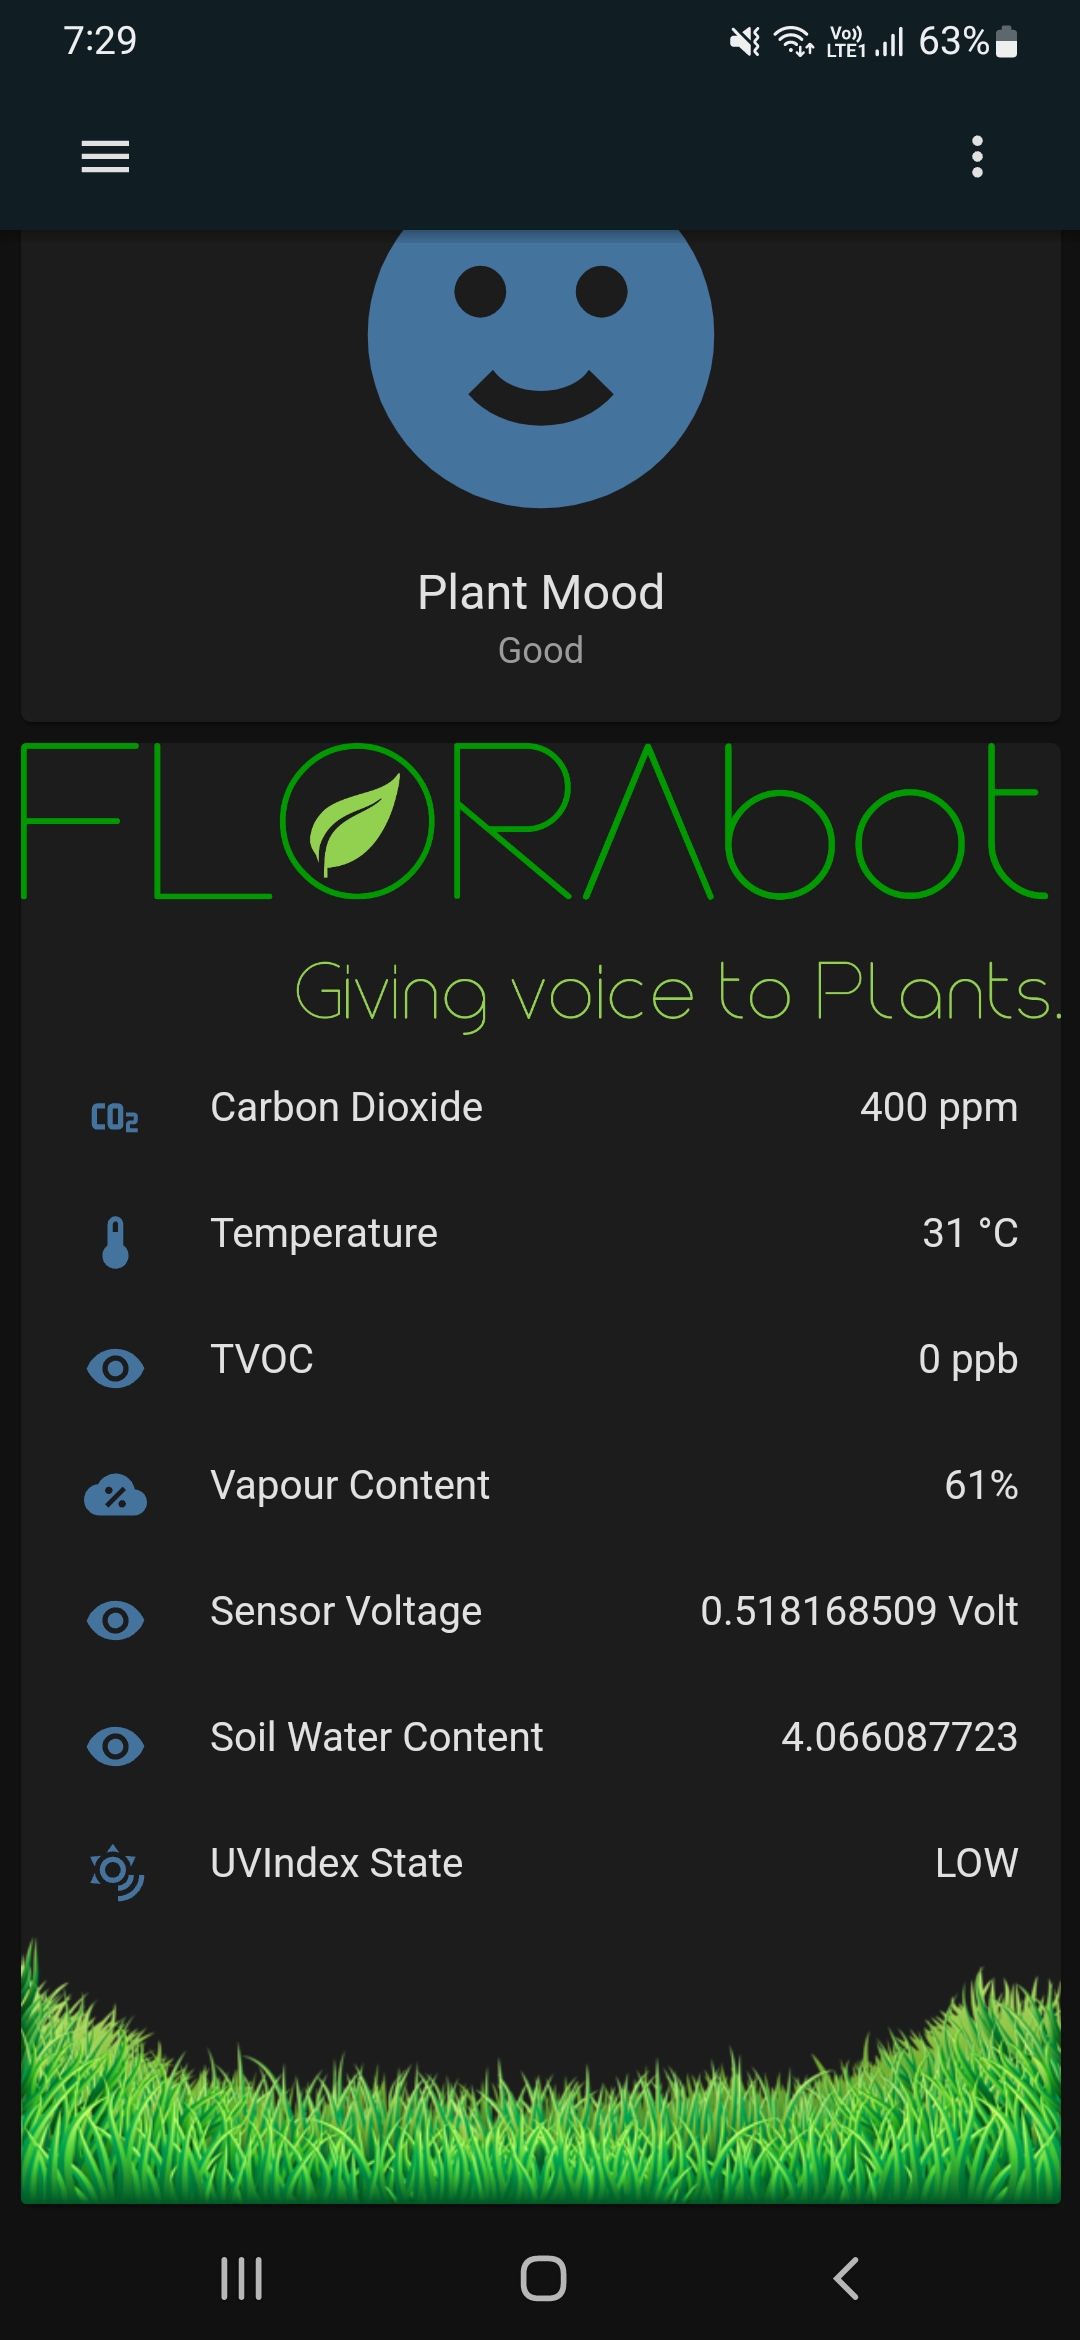 7:29
Vo)) LTE1 63%
Plant Mood
Good
FLORAbot
Giving voice to Plants.
CO2 Carbon Dioxide 400 ppm
Temperature 31 °C
TVOC 0 ppb
% Vapour Content 61%
Sensor Voltage 0.518168509 Volt
Soil Water Content 4.066087723
UVIndex State LOW